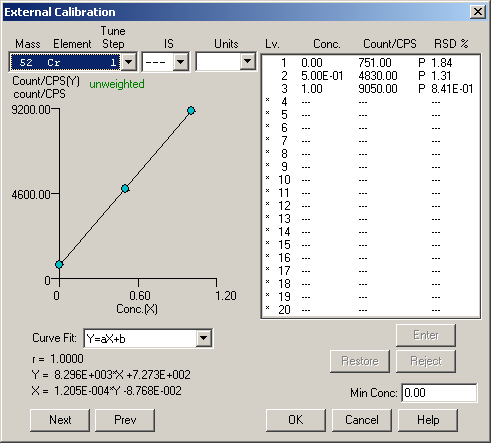 External Calibration
Mass Element Tune Step IS Units
52 Cr 1 ---
Count/CPS(Y)
count/CPS
unweighted
9200.00
4600.00
0
0 0.60 1.20
Conc.(X)
Curve Fit: Y=aX+b
r = 1.0000
Y = 8.296E+003*X +7.273E+002
X = 1.205E-004*Y -8.768E-002
Lv. Conc. Count/CPS RSD %
1 0.00 751.00 P 1.84
2 5.00E-01 4830.00 P 1.31
3 1.00 9050.00 P 8.41E-01
* 4 --- --- ---
* 5 --- --- ---
* 6 --- --- ---
* 7 --- --- ---
* 8 --- --- ---
* 9 --- --- ---
* 10 --- --- ---
* 11 --- --- ---
* 12 --- --- ---
* 13 --- --- ---
* 14 --- --- ---
* 15 --- --- ---
* 16 --- --- ---
* 17 --- --- ---
* 18 --- --- ---
* 19 --- --- ---
* 20 --- --- ---
Enter
Restore Reject
Min Conc: 0.00
Next Prev OK Cancel Help